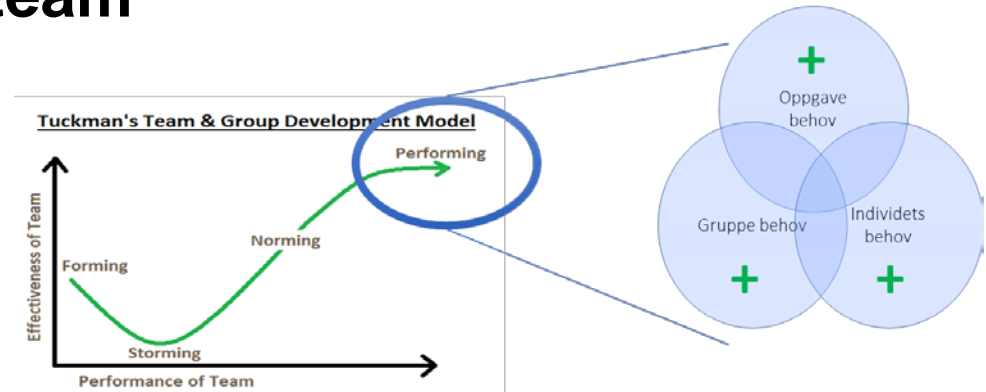 team
Tuckman's Team & Group Development Model
Performing
Norming
Forming
Storming
Effectiveness of Team
Performance of Team
+
Oppgave
behov
Gruppe behov
+
Individets
behov
+